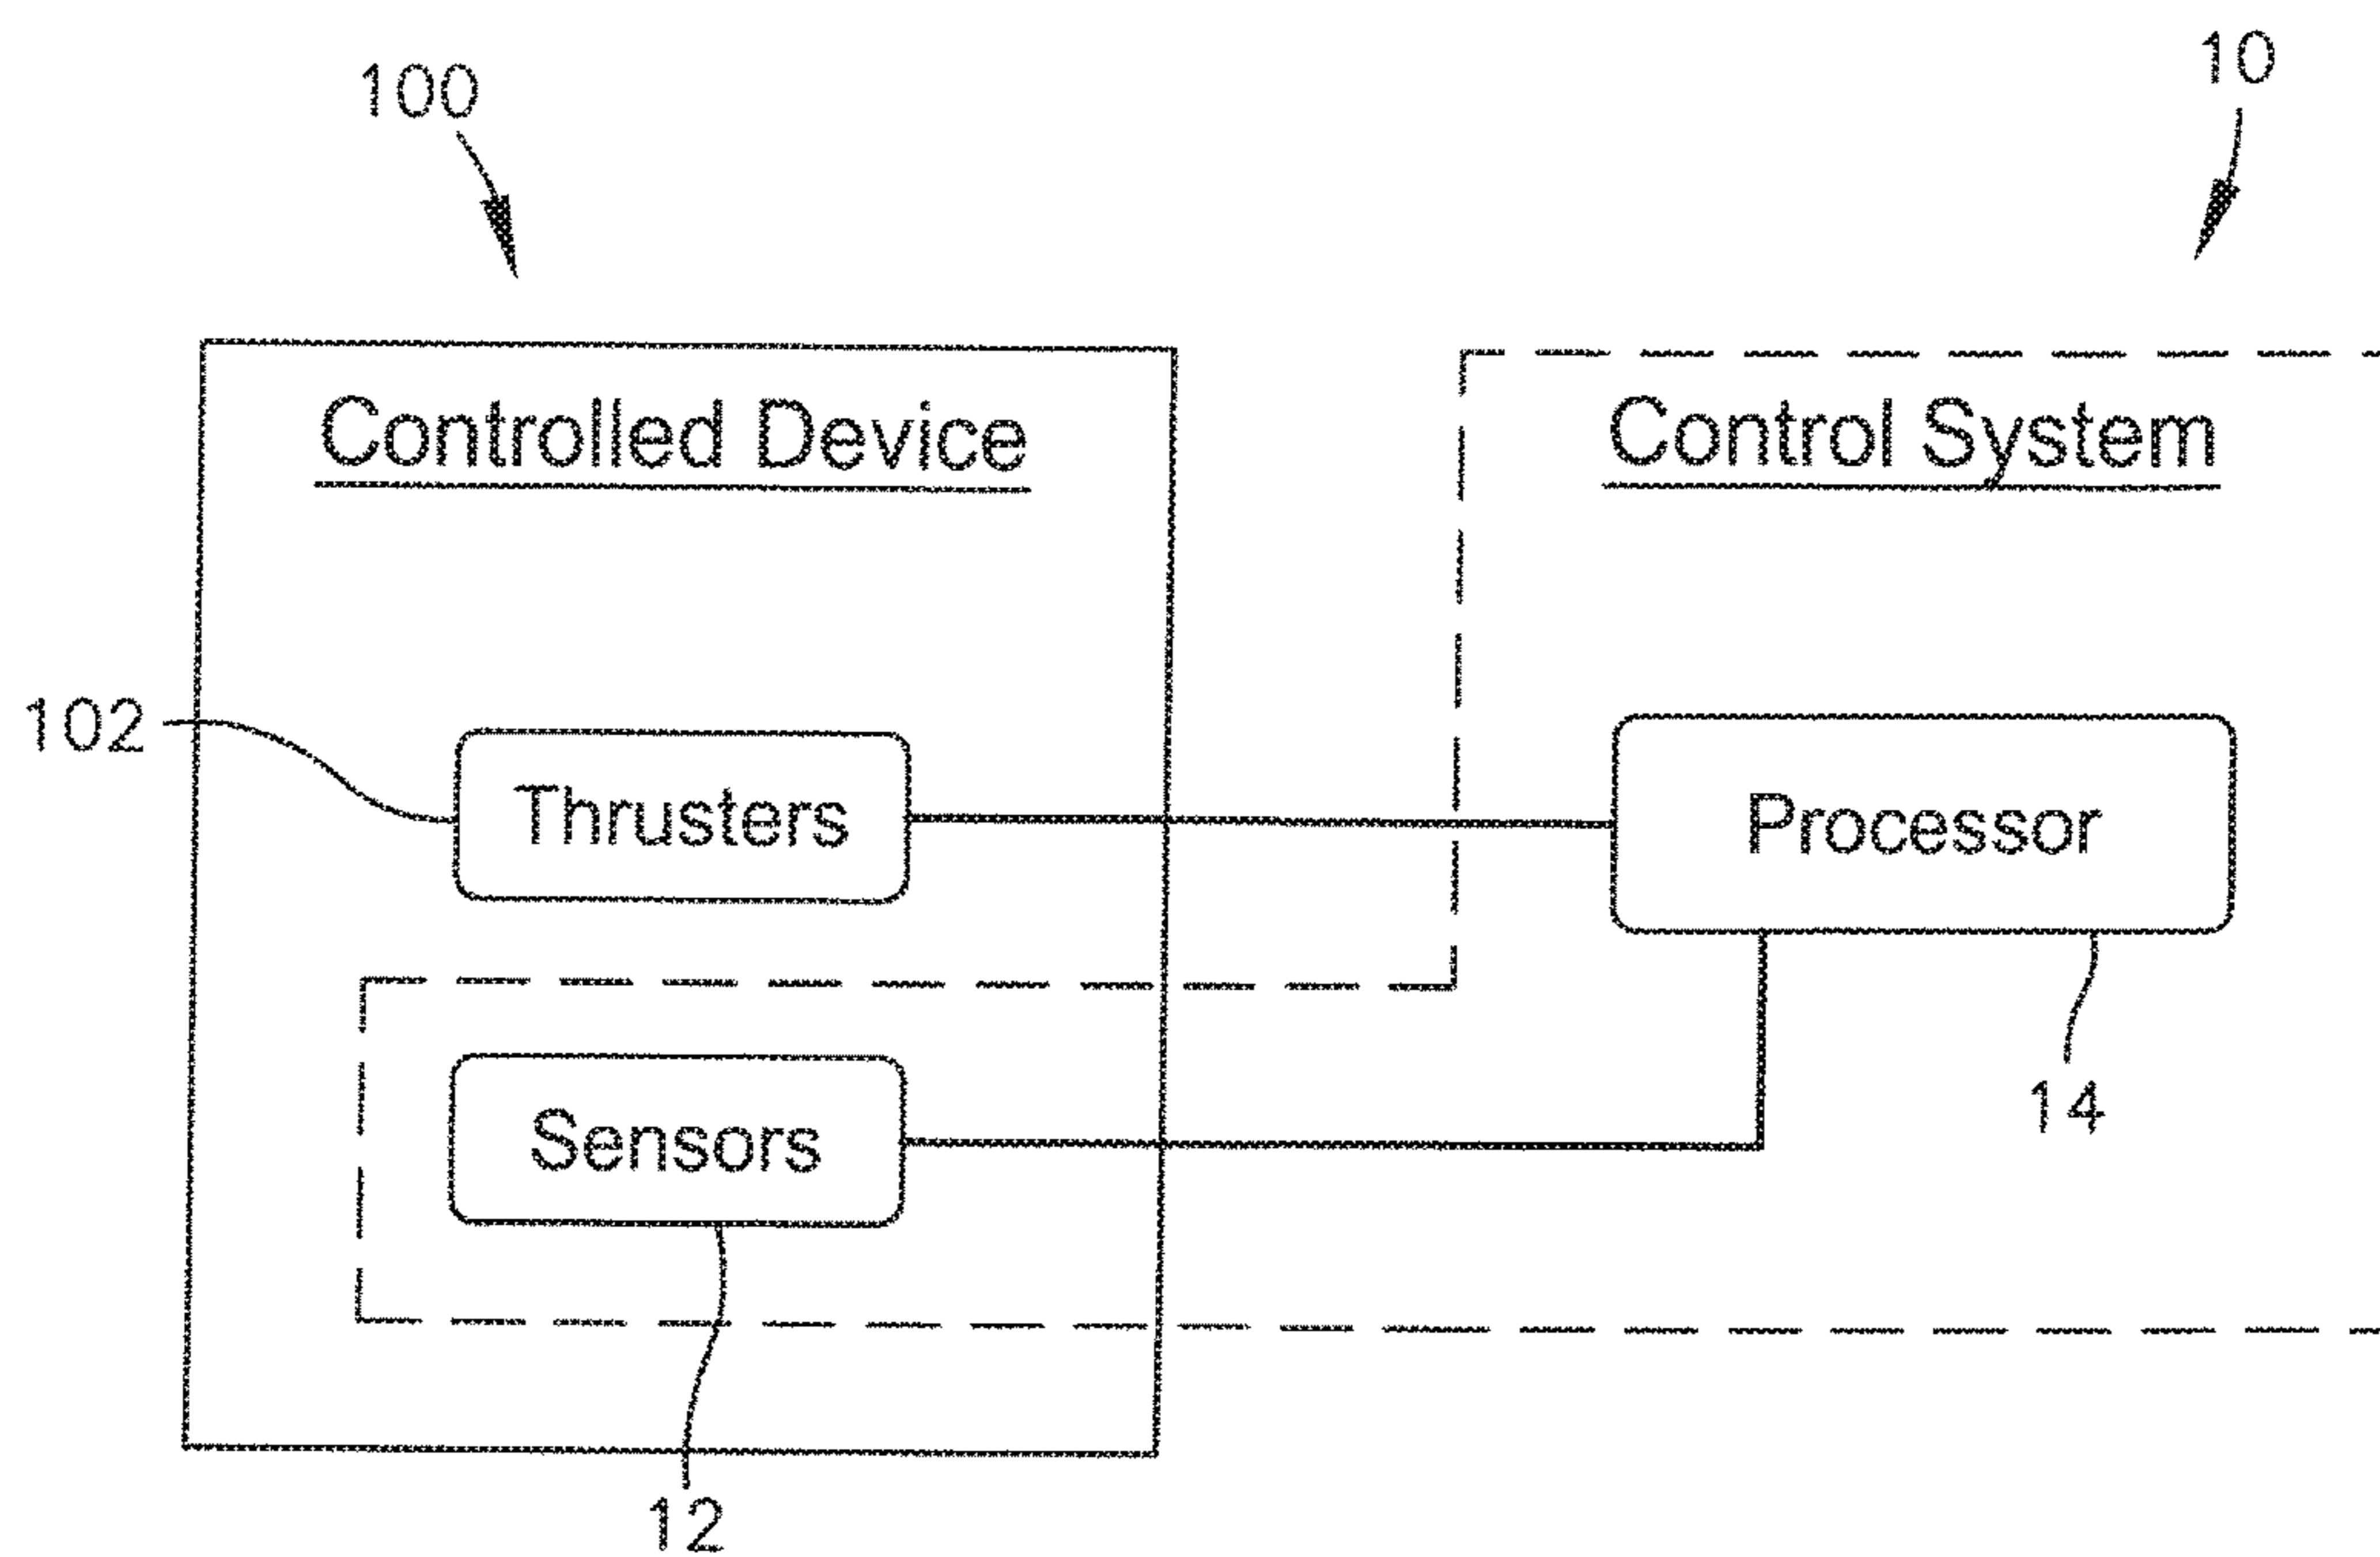 100
10
Controlled Device
Control System
102
Thrusters
Processor
Sensors
14
12